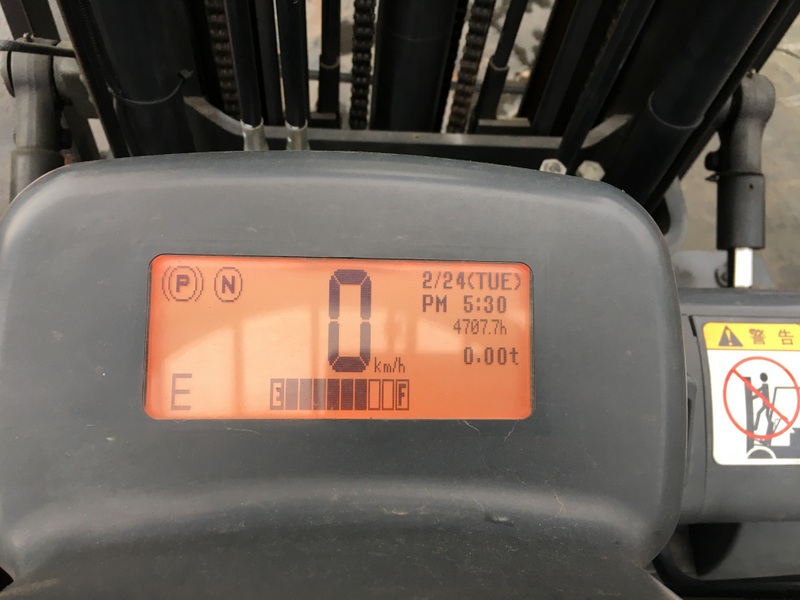 P N
0 km/h
2/24(TUE)
PM 5:30
4707.7h
0.00t
E
E F
警告